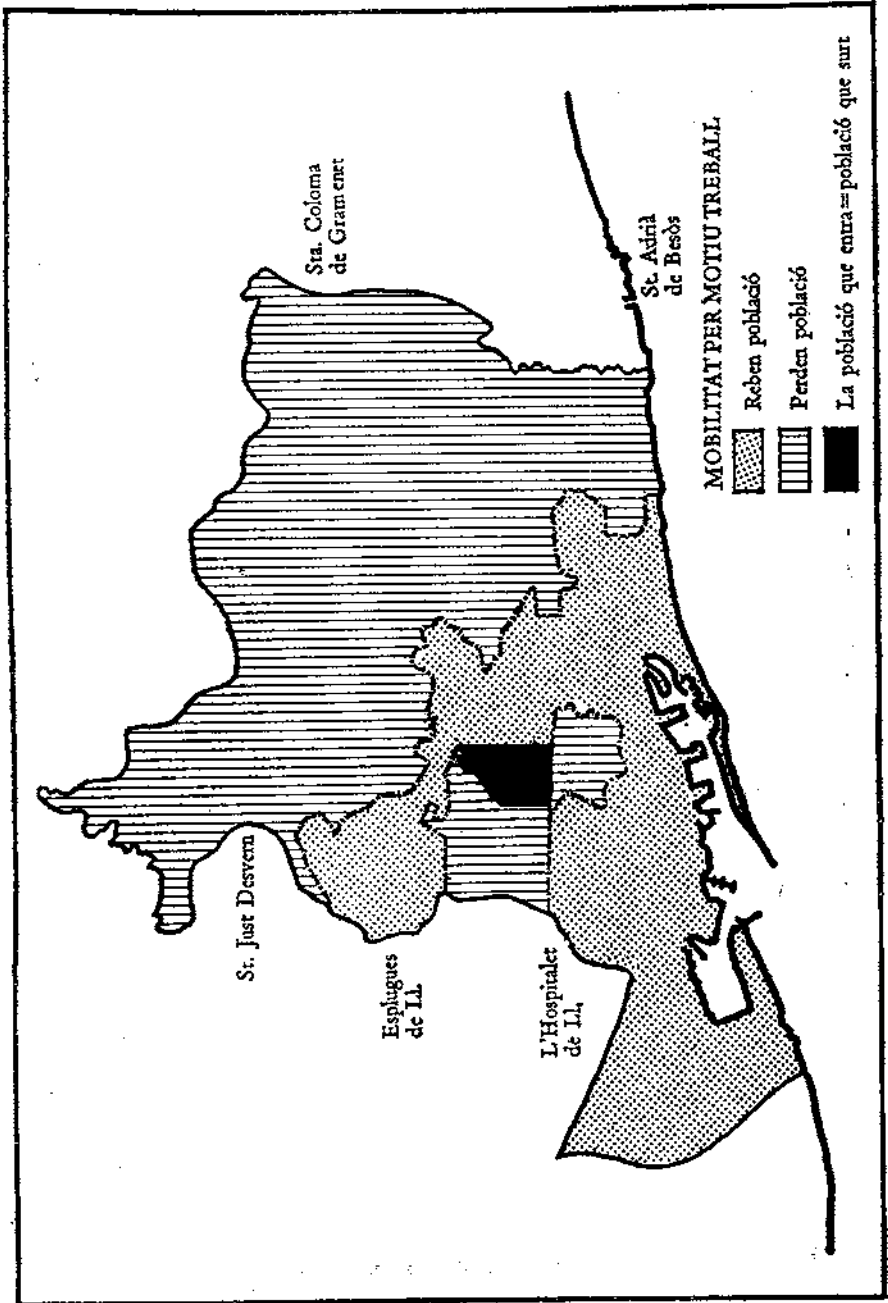 Sta. Coloma
de Gramenet
St. Just Desvern
Esplugues
de Ll.
L'Hospitalet
de Ll.
St. Adrià
de Besòs
MOBILITAT PER MOTIU TREBALL
Reben població
Perden població
La població que entra=població que surt